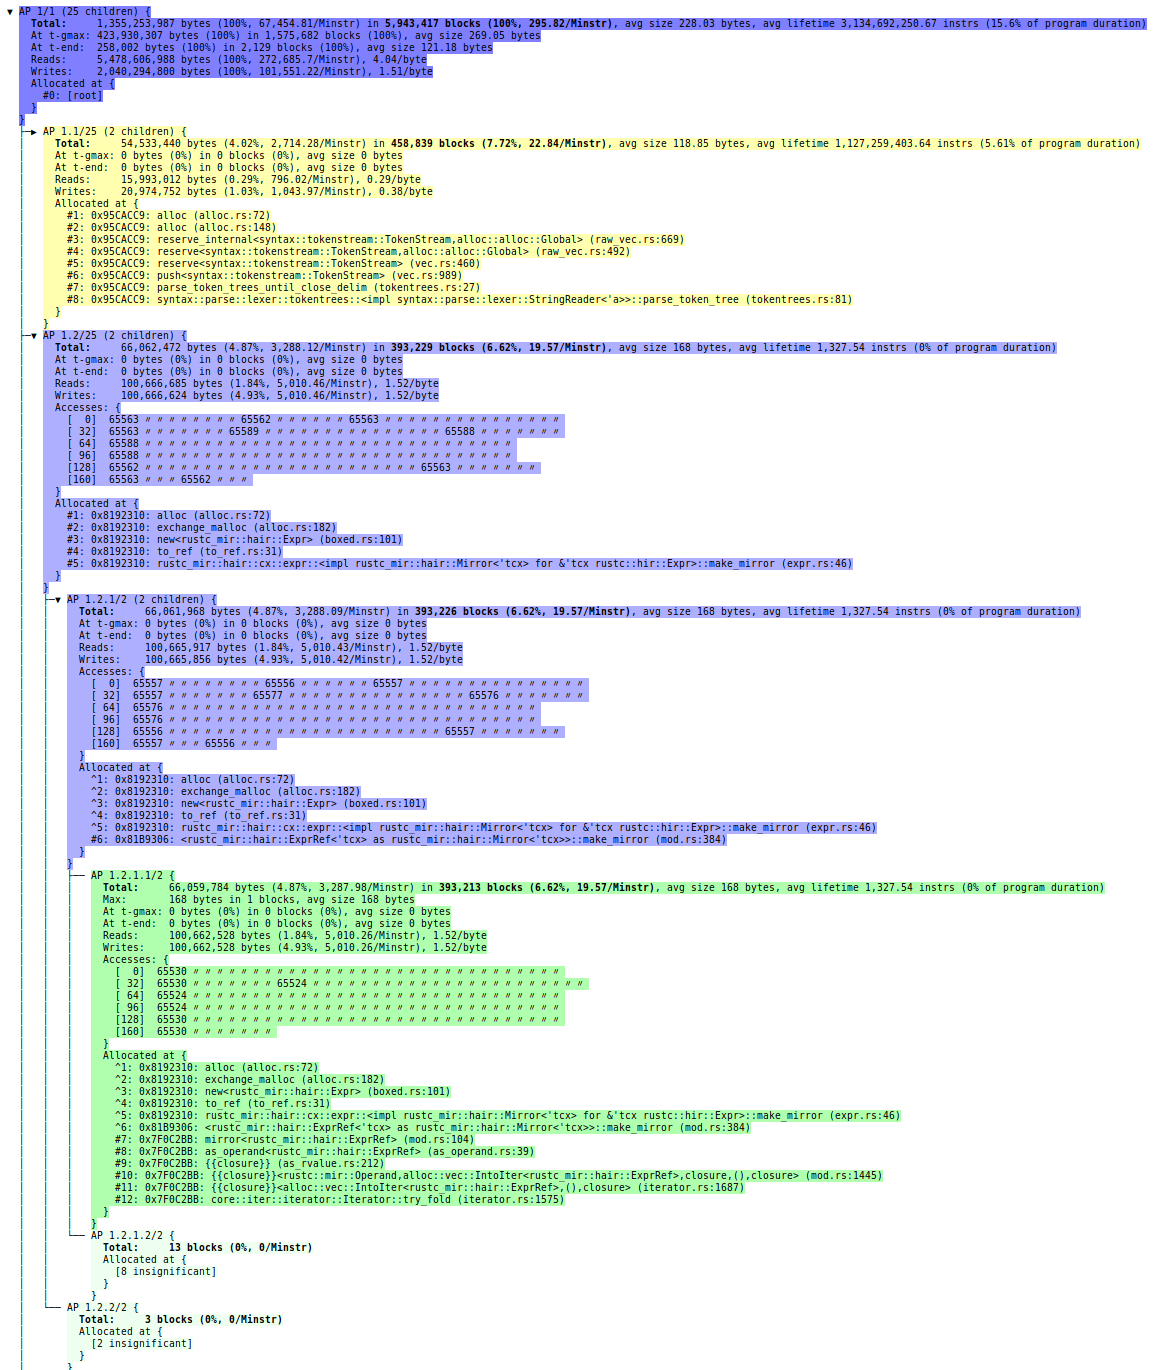 ▼ AP 1/1 (25 children) {
Total:     1,355,253,987 bytes (100%, 67,454.81/Minstr) in 5,943,417 blocks (100%, 295.82/Minstr), avg size 228.03 bytes, avg lifetime 3,134,692,250.67 instrs (15.6% of program duration)
At t-gmax: 423,930,307 bytes (100%) in 1,575,682 blocks (100%), avg size 269.05 bytes
At t-end:  258,002 bytes (100%) in 2,129 blocks (100%), avg size 121.18 bytes
Reads:     5,478,606,988 bytes (100%, 272,685.7/Minstr), 4.04/byte
Writes:    2,040,294,800 bytes (100%, 101,551.22/Minstr), 1.51/byte
Allocated at {
#0: [root]
}
}
├─▶ AP 1.1/25 (2 children) {
Total:     54,533,440 bytes (4.02%, 2,714.28/Minstr) in 458,839 blocks (7.72%, 22.84/Minstr), avg size 118.85 bytes, avg lifetime 1,127,259,403.64 instrs (5.61% of program duration)
At t-gmax: 0 bytes (0%) in 0 blocks (0%), avg size 0 bytes
At t-end:  0 bytes (0%) in 0 blocks (0%), avg size 0 bytes
Reads:     15,993,012 bytes (0.29%, 796.02/Minstr), 0.29/byte
Writes:    20,974,752 bytes (1.03%, 1,043.97/Minstr), 0.38/byte
Allocated at {
#1: 0x95CACC9: alloc (alloc.rs:72)
#2: 0x95CACC9: alloc (alloc.rs:148)
#3: 0x95CACC9: reserve_internal<syntax::tokenstream::TokenStream,alloc::alloc::Global> (raw_vec.rs:669)
#4: 0x95CACC9: reserve<syntax::tokenstream::TokenStream,alloc::alloc::Global> (raw_vec.rs:492)
#5: 0x95CACC9: reserve<syntax::tokenstream::TokenStream> (vec.rs:460)
#6: 0x95CACC9: push<syntax::tokenstream::TokenStream> (vec.rs:989)
#7: 0x95CACC9: parse_token_trees_until_close_delim (tokentrees.rs:27)
#8: 0x95CACC9: syntax::parse::lexer::tokentrees::<impl syntax::parse::lexer::StringReader<'a>>::parse_token_tree (tokentrees.rs:81)
}
}
├─▼ AP 1.2/25 (2 children) {
Total:     66,062,472 bytes (4.87%, 3,288.12/Minstr) in 393,229 blocks (6.62%, 19.57/Minstr), avg size 168 bytes, avg lifetime 1,327.54 instrs (0% of program duration)
At t-gmax: 0 bytes (0%) in 0 blocks (0%), avg size 0 bytes
At t-end:  0 bytes (0%) in 0 blocks (0%), avg size 0 bytes
Reads:     100,666,685 bytes (1.84%, 5,010.46/Minstr), 1.52/byte
Writes:    100,666,624 bytes (4.93%, 5,010.46/Minstr), 1.52/byte
Accesses: {
[  0]  65563 〃 〃 〃 〃 〃 〃 〃 〃 65562 〃 〃 〃 〃 〃 〃 65563 〃 〃 〃 〃 〃 〃 〃 〃 〃 〃 〃 〃 〃 〃 〃
[ 32]  65563 〃 〃 〃 〃 〃 〃 〃 65589 〃 〃 〃 〃 〃 〃 〃 〃 〃 〃 〃 〃 〃 〃 〃 65588 〃 〃 〃 〃 〃 〃 〃
[ 64]  65588 〃 〃 〃 〃 〃 〃 〃 〃 〃 〃 〃 〃 〃 〃 〃 〃 〃 〃 〃 〃 〃 〃 〃 〃 〃 〃 〃 〃 〃 〃 〃
[ 96]  65588 〃 〃 〃 〃 〃 〃 〃 〃 〃 〃 〃 〃 〃 〃 〃 〃 〃 〃 〃 〃 〃 〃 〃 〃 〃 〃 〃 〃 〃 〃 〃
[128]  65562 〃 〃 〃 〃 〃 〃 〃 〃 〃 〃 〃 〃 〃 〃 〃 〃 〃 〃 〃 〃 〃 〃 〃 65563 〃 〃 〃 〃 〃 〃 〃
[160]  65563 〃 〃 〃 65562 〃 〃 〃
}
Allocated at {
#1: 0x8192310: alloc (alloc.rs:72)
#2: 0x8192310: exchange_malloc (alloc.rs:182)
#3: 0x8192310: new<rustc_mir::hair::Expr> (boxed.rs:101)
#4: 0x8192310: to_ref (to_ref.rs:31)
#5: 0x8192310: rustc_mir::hair::cx::expr::<impl rustc_mir::hair::Mirror<'tcx> for &'tcx rustc::hir::Expr>::make_mirror (expr.rs:46)
}
}
├─▼ AP 1.2.1/2 (2 children) {
Total:     66,061,968 bytes (4.87%, 3,288.09/Minstr) in 393,226 blocks (6.62%, 19.57/Minstr), avg size 168 bytes, avg lifetime 1,327.54 instrs (0% of program duration)
At t-gmax: 0 bytes (0%) in 0 blocks (0%), avg size 0 bytes
At t-end:  0 bytes (0%) in 0 blocks (0%), avg size 0 bytes
Reads:     100,665,917 bytes (1.84%, 5,010.43/Minstr), 1.52/byte
Writes:    100,665,856 bytes (4.93%, 5,010.42/Minstr), 1.52/byte
Accesses: {
[  0]  65557 〃 〃 〃 〃 〃 〃 〃 〃 65556 〃 〃 〃 〃 〃 〃 65557 〃 〃 〃 〃 〃 〃 〃 〃 〃 〃 〃 〃 〃 〃 〃
[ 32]  65557 〃 〃 〃 〃 〃 〃 〃 65577 〃 〃 〃 〃 〃 〃 〃 〃 〃 〃 〃 〃 〃 〃 〃 65576 〃 〃 〃 〃 〃 〃 〃
[ 64]  65576 〃 〃 〃 〃 〃 〃 〃 〃 〃 〃 〃 〃 〃 〃 〃 〃 〃 〃 〃 〃 〃 〃 〃 〃 〃 〃 〃 〃 〃 〃 〃
[ 96]  65576 〃 〃 〃 〃 〃 〃 〃 〃 〃 〃 〃 〃 〃 〃 〃 〃 〃 〃 〃 〃 〃 〃 〃 〃 〃 〃 〃 〃 〃 〃 〃
[128]  65556 〃 〃 〃 〃 〃 〃 〃 〃 〃 〃 〃 〃 〃 〃 〃 〃 〃 〃 〃 〃 〃 〃 〃 65557 〃 〃 〃 〃 〃 〃 〃
[160]  65557 〃 〃 〃 65556 〃 〃 〃
}
Allocated at {
^1: 0x8192310: alloc (alloc.rs:72)
^2: 0x8192310: exchange_malloc (alloc.rs:182)
^3: 0x8192310: new<rustc_mir::hair::Expr> (boxed.rs:101)
^4: 0x8192310: to_ref (to_ref.rs:31)
^5: 0x8192310: rustc_mir::hair::cx::expr::<impl rustc_mir::hair::Mirror<'tcx> for &'tcx rustc::hir::Expr>::make_mirror (expr.rs:46)
#6: 0x81B9306: <rustc_mir::hair::ExprRef<'tcx> as rustc_mir::hair::Mirror<'tcx>>::make_mirror (mod.rs:384)
}
}
├── AP 1.2.1.1/2 {
Total:     66,059,784 bytes (4.87%, 3,287.98/Minstr) in 393,213 blocks (6.62%, 19.57/Minstr), avg size 168 bytes, avg lifetime 1,327.54 instrs (0% of program duration)
Max:       168 bytes in 1 blocks, avg size 168 bytes
At t-gmax: 0 bytes (0%) in 0 blocks (0%), avg size 0 bytes
At t-end:  0 bytes (0%) in 0 blocks (0%), avg size 0 bytes
Reads:     100,662,528 bytes (1.84%, 5,010.26/Minstr), 1.52/byte
Writes:    100,662,528 bytes (4.93%, 5,010.26/Minstr), 1.52/byte
Accesses: {
[  0]  65530 〃 〃 〃 〃 〃 〃 〃 〃 〃 〃 〃 〃 〃 〃 〃 〃 〃 〃 〃 〃 〃 〃 〃 〃 〃 〃 〃 〃 〃 〃 〃
[ 32]  65530 〃 〃 〃 〃 〃 〃 〃 65524 〃 〃 〃 〃 〃 〃 〃 〃 〃 〃 〃 〃 〃 〃 〃 〃 〃 〃 〃 〃 〃 〃 〃
[ 64]  65524 〃 〃 〃 〃 〃 〃 〃 〃 〃 〃 〃 〃 〃 〃 〃 〃 〃 〃 〃 〃 〃 〃 〃 〃 〃 〃 〃 〃 〃 〃 〃
[ 96]  65524 〃 〃 〃 〃 〃 〃 〃 〃 〃 〃 〃 〃 〃 〃 〃 〃 〃 〃 〃 〃 〃 〃 〃 〃 〃 〃 〃 〃 〃 〃 〃
[128]  65530 〃 〃 〃 〃 〃 〃 〃 〃 〃 〃 〃 〃 〃 〃 〃 〃 〃 〃 〃 〃 〃 〃 〃 〃 〃 〃 〃 〃 〃 〃 〃
[160]  65530 〃 〃 〃 〃 〃 〃 〃
}
Allocated at {
^1: 0x8192310: alloc (alloc.rs:72)
^2: 0x8192310: exchange_malloc (alloc.rs:182)
^3: 0x8192310: new<rustc_mir::hair::Expr> (boxed.rs:101)
^4: 0x8192310: to_ref (to_ref.rs:31)
^5: 0x8192310: rustc_mir::hair::cx::expr::<impl rustc_mir::hair::Mirror<'tcx> for &'tcx rustc::hir::Expr>::make_mirror (expr.rs:46)
^6: 0x81B9306: <rustc_mir::hair::ExprRef<'tcx> as rustc_mir::hair::Mirror<'tcx>>::make_mirror (mod.rs:384)
#7: 0x7F0C2BB: mirror<rustc_mir::hair::ExprRef> (mod.rs:104)
#8: 0x7F0C2BB: as_operand<rustc_mir::hair::ExprRef> (as_operand.rs:39)
#9: 0x7F0C2BB: {{closure}} (as_rvalue.rs:212)
#10: 0x7F0C2BB: {{closure}}<rustc::mir::Operand,alloc::vec::IntoIter<rustc_mir::hair::ExprRef>,closure,(),closure> (mod.rs:1445)
#11: 0x7F0C2BB: {{closure}}<alloc::vec::IntoIter<rustc_mir::hair::ExprRef>,(),closure> (iterator.rs:1687)
#12: 0x7F0C2BB: core::iter::iterator::Iterator::try_fold (iterator.rs:1575)
}
}
└── AP 1.2.1.2/2 {
Total:     13 blocks (0%, 0/Minstr)
Allocated at {
[8 insignificant]
}
}
└── AP 1.2.2/2 {
Total:     3 blocks (0%, 0/Minstr)
Allocated at {
[2 insignificant]
}
}